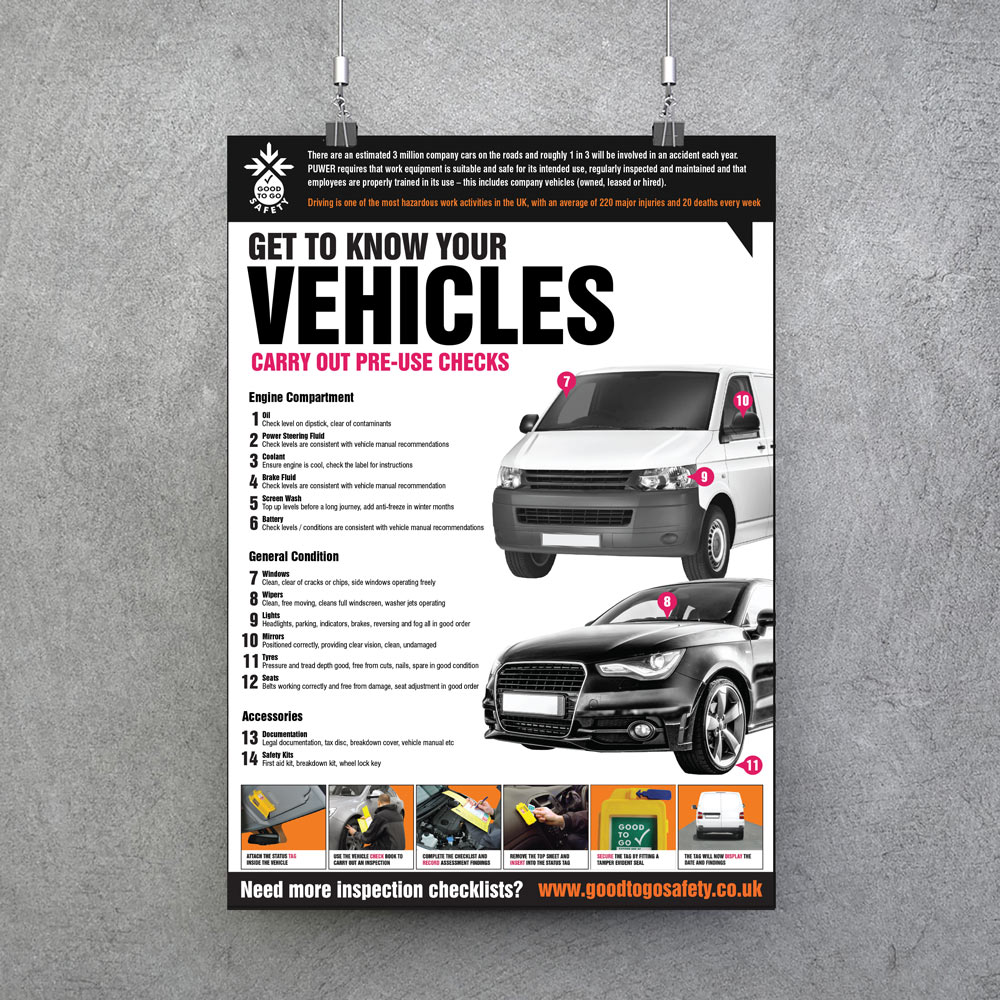 There are an estimated 3 million company cars on the roads and roughly 1 in 3 will be involved in an accident each year.
PUWER requires that work equipment is suitable and safe for its intended use, regularly inspected and maintained and that
employees are properly trained in its use – this includes company vehicles (owned, leased or hired).
Driving is one of the most hazardous work activities in the UK, with an average of 220 major injuries and 20 deaths every week
GOOD
TO GO
SAFETY
GET TO KNOW YOUR
VEHICLES
CARRY OUT PRE-USE CHECKS
Engine Compartment
1 Oil
Check level on dipstick, clear of contaminants
2 Power Steering Fluid
Check levels are consistent with vehicle manual recommendations
3 Coolant
Ensure engine is cool, check the label for instructions
4 Brake Fluid
Check levels are consistent with vehicle manual recommendation
5 Screen Wash
Top up levels before a long journey, add anti-freeze in winter months
6 Battery
Check levels / conditions are consistent with vehicle manual recommendations
General Condition
7 Windows
Clean, clear of cracks or chips, side windows operating freely
8 Wipers
Clean, free moving, cleans full windscreen, washer jets operating
9 Lights
Headlights, parking, indicators, brakes, reversing and fog all in good order
10 Mirrors
Positioned correctly, providing clear vision, clean, undamaged
11 Tyres
Pressure and tread depth good, free from cuts, nails, spare in good condition
12 Seats
Belts working correctly and free from damage, seat adjustment in good order
Accessories
13 Documentation
Legal documentation, tax disc, breakdown cover, vehicle manual etc
14 Safety Kits
First aid kit, breakdown kit, wheel lock key
7
10
9
8
11
GOOD
TO
GO
ATTACH THE STATUS TAG
INSIDE THE VEHICLE
USE THE VEHICLE CHECK BOOK TO
CARRY OUT AN INSPECTION
COMPLETE THE CHECKLIST AND
RECORD ASSESSMENT FINDINGS
REMOVE THE TOP SHEET AND
INSERT INTO THE STATUS TAG
SECURE THE TAG BY FITTING A
TAMPER EVIDENT SEAL
THE TAG WILL NOW DISPLAY THE
DATE AND FINDINGS
Need more inspection checklists? www.goodtogosafety.co.uk